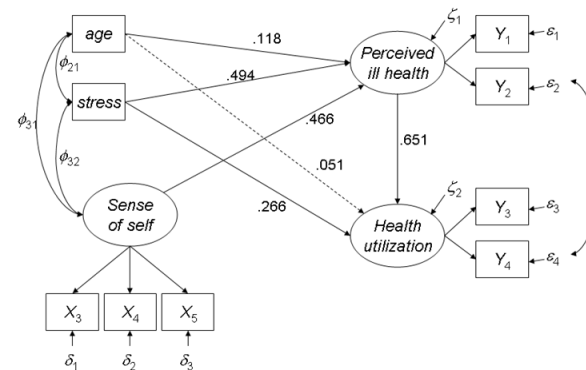 age
stress
Sense
of self
Perceived
ill health
Health
utilization
ϕ21
ϕ31
ϕ32
.118
.494
.466
.051
.266
.651
ζ1
ζ2
Y1
Y2
Y3
Y4
ε1
ε2
ε3
ε4
X3
X4
X5
δ1
δ2
δ3